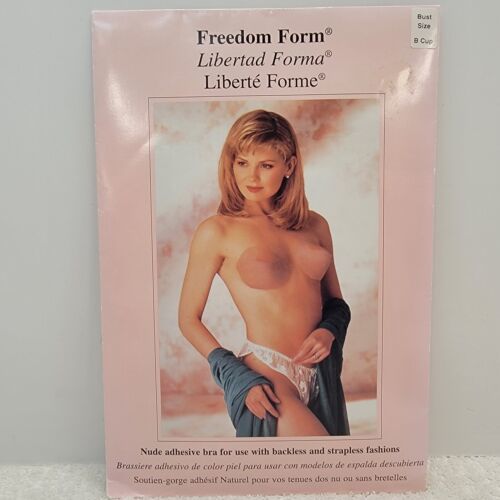 Bust
Size
B Cup
Freedom Form®
Libertad Forma®
Liberté Forme®
Nude adhesive bra for use with backless and strapless fashions
Brassiere adhesivo de color piel para usar con modelos de espalda descubierta
Soutien-gorge adhésif Naturel pour vos tenues dos nu ou sans bretelles